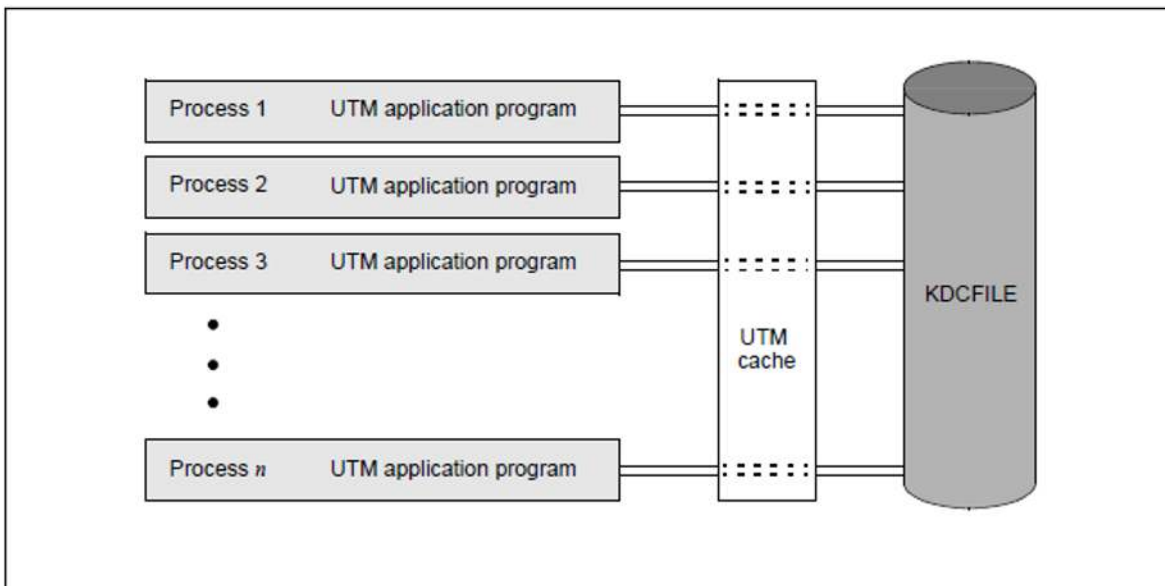 Process 1 UTM application program
Process 2 UTM application program
Process 3 UTM application program
KDCFILE
UTM
cache
Process n UTM application program